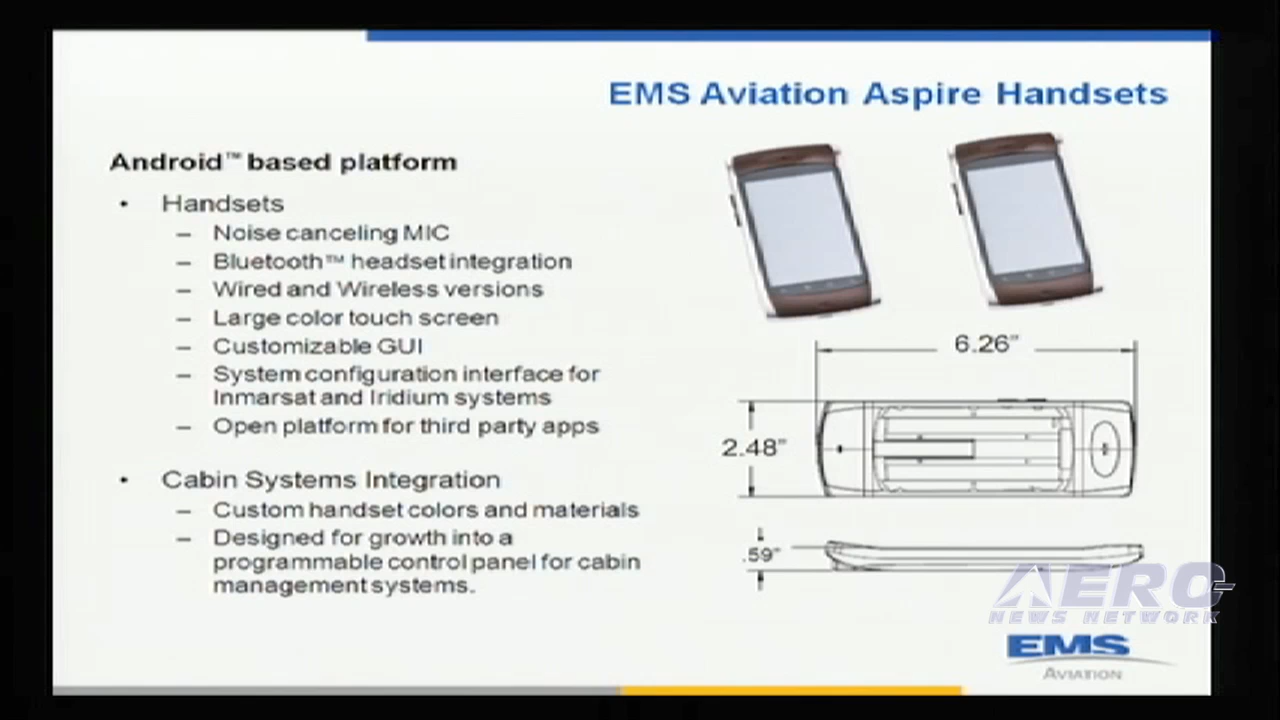 EMS Aviation Aspire Handsets
Android™ based platform
• Handsets
– Noise canceling MIC
– Bluetooth™ headset integration
– Wired and Wireless versions
– Large color touch screen
– Customizable GUI
– System configuration interface for
Inmarsat and Iridium systems
– Open platform for third party apps
• Cabin Systems Integration
– Custom handset colors and materials
– Designed for growth into a
programmable control panel for cabin
management systems.
6.26”
2.48”
.59”
AERO
NEWS NETWORK
EMS
AVIATION